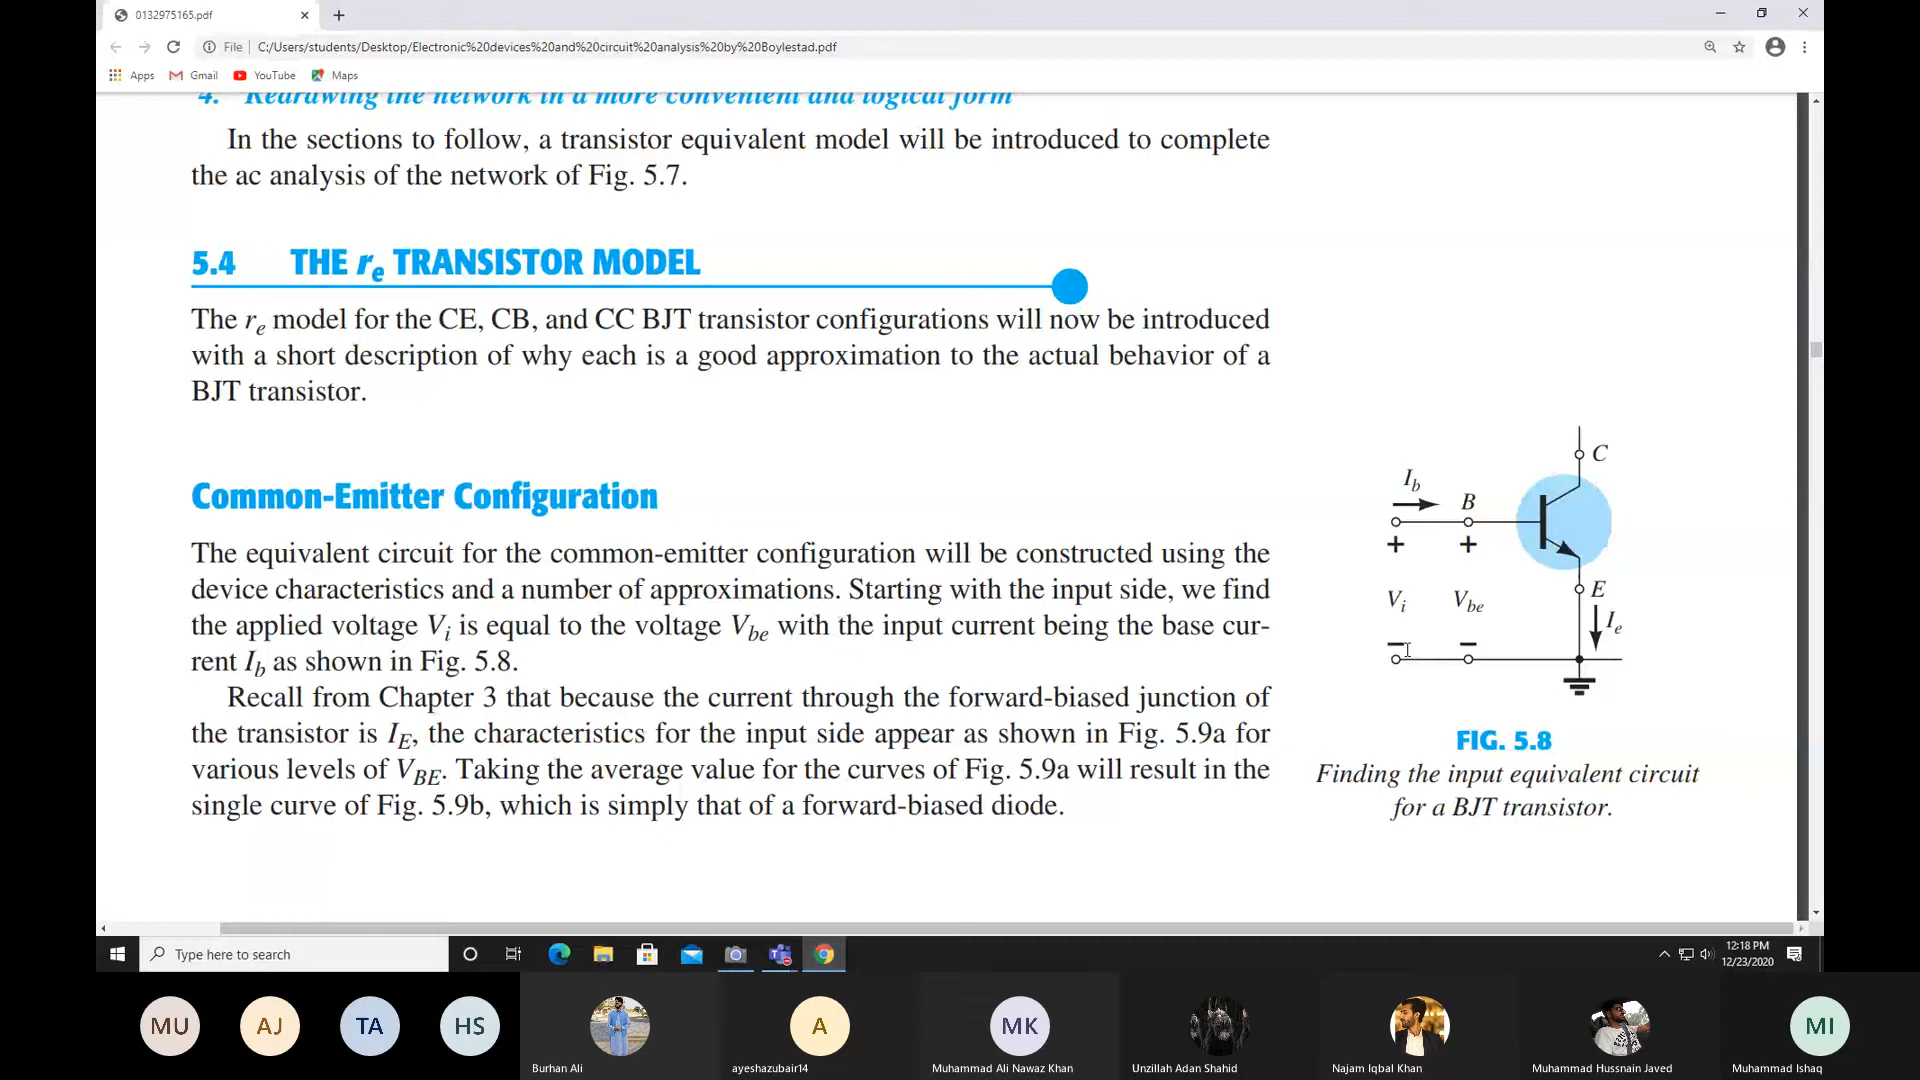 0132975165.pdf
File
C:/Users/students/Desktop/Electronic%20devices%20and%20circuit%20analysis%20by%20Boylestad.pdf
Apps
Gmail
YouTube
Maps
4. Redrawing the network in a more convenient and logical form
In the sections to follow, a transistor equivalent model will be introduced to complete
the ac analysis of the network of Fig. 5.7.
5.4 THE re TRANSISTOR MODEL
The re model for the CE, CB, and CC BJT transistor configurations will now be introduced
with a short description of why each is a good approximation to the actual behavior of a
BJT transistor.
Common-Emitter Configuration
The equivalent circuit for the common-emitter configuration will be constructed using the
device characteristics and a number of approximations. Starting with the input side, we find
the applied voltage Vi is equal to the voltage Vbe with the input current being the base cur-
rent Ib as shown in Fig. 5.8.
Recall from Chapter 3 that because the current through the forward-biased junction of
the transistor is IE, the characteristics for the input side appear as shown in Fig. 5.9a for
various levels of VBE. Taking the average value for the curves of Fig. 5.9a will result in the
single curve of Fig. 5.9b, which is simply that of a forward-biased diode.
C
Ib
B
+ +
E
Vi Vbe
Ie
– –
FIG. 5.8
Finding the input equivalent circuit
for a BJT transistor.
Type here to search
12:18 PM
12/23/2020
MU
AJ
TA
HS
A
MK
MI
Burhan Ali
ayeshazubair14
Muhammad Ali Nawaz Khan
Unzillah Adan Shahid
Najam Iqbal Khan
Muhammad Hussnain Javed
Muhammad Ishaq